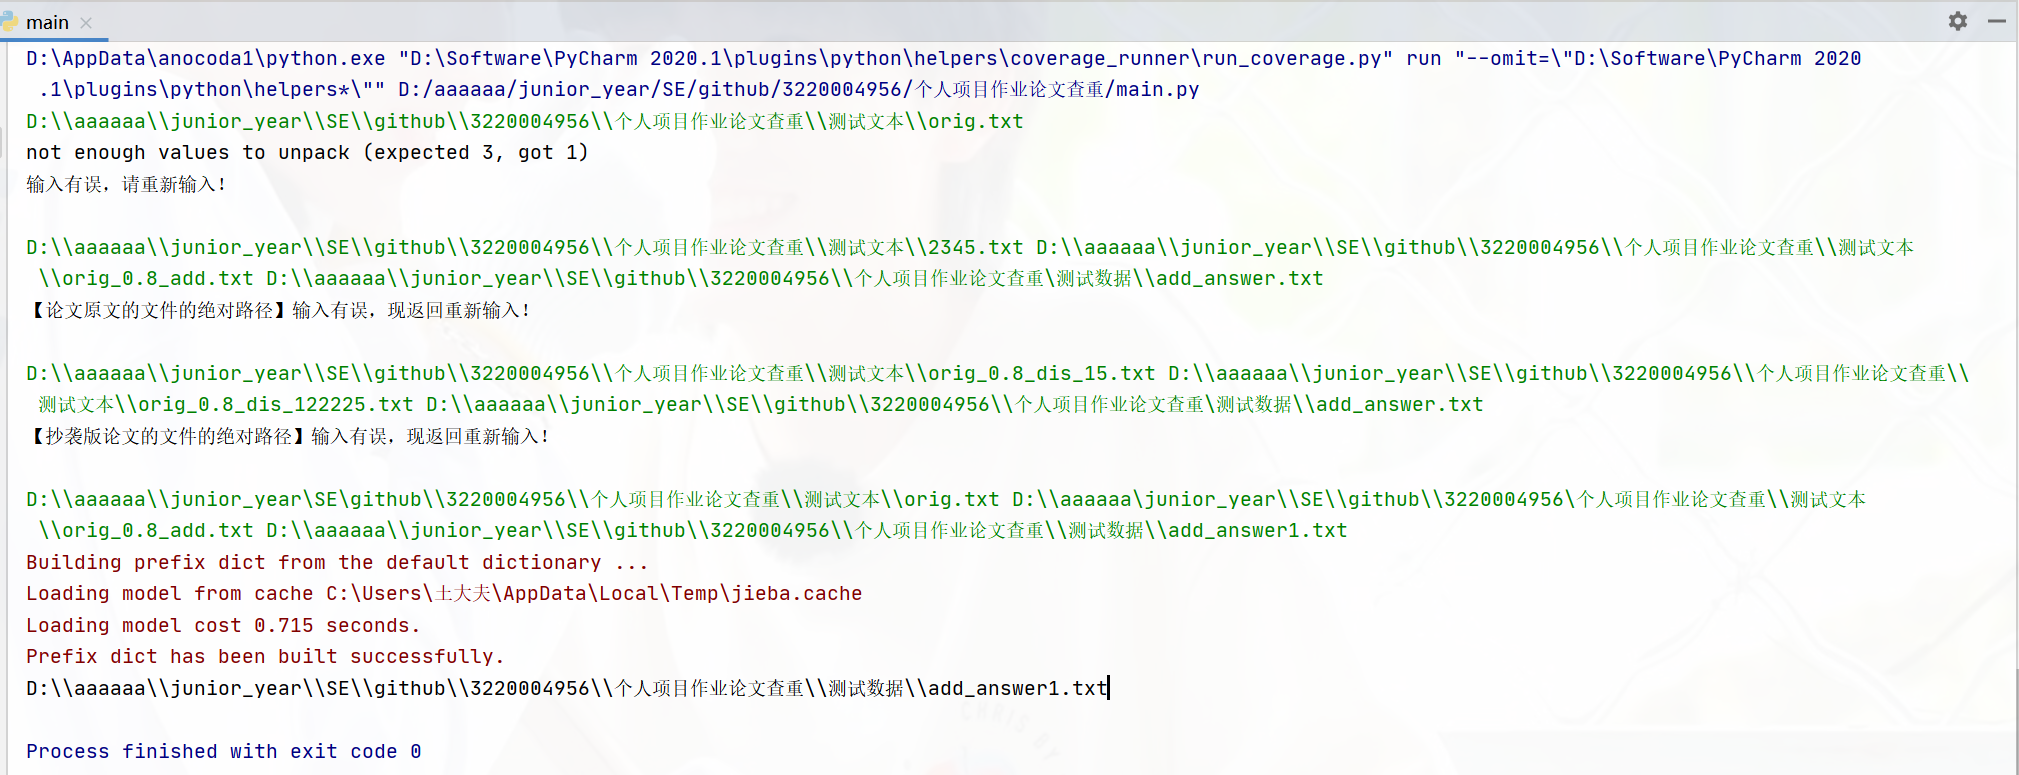 main
D:\AppData\anocoda1\python.exe "D:\Software\PyCharm 2020.1\plugins\python\helpers\coverage_runner\run_coverage.py" run "--omit=\"D:\Software\PyCharm 2020
.1\plugins\python\helpers*\"" D:/aaaaaa/junior_year/SE/github/3220004956/个人项目作业论文查重/main.py
D:\\aaaaaa\\junior_year\\SE\\github\\3220004956\\个人项目作业论文查重\\测试文本\\orig.txt
not enough values to unpack (expected 3, got 1)
输入有误，请重新输入！
D:\\aaaaaa\\junior_year\\SE\\github\\3220004956\\个人项目作业论文查重\\测试文本\\2345.txt D:\\aaaaaa\\junior_year\\SE\\github\\3220004956\\个人项目作业论文查重\\测试文本
\\orig_0.8_add.txt D:\\aaaaaa\\junior_year\\SE\\github\\3220004956\\个人项目作业论文查重\测试数据\\add_answer.txt
【论文原文的文件的绝对路径】输入有误，现返回重新输入！
D:\\aaaaaa\\junior_year\\SE\\github\\3220004956\\个人项目作业论文查重\\测试文本\\orig_0.8_dis_15.txt D:\\aaaaaa\\junior_year\\SE\\github\\3220004956\\个人项目作业论文查重\\
测试文本\\orig_0.8_dis_122225.txt D:\\aaaaaa\\junior_year\\SE\\github\\3220004956\\个人项目作业论文查重\测试数据\\add_answer.txt
【抄袭版论文的文件的绝对路径】输入有误，现返回重新输入！
D:\\aaaaaa\\junior_year\SE\github\\3220004956\\个人项目作业论文查重\\测试文本\\orig.txt D:\\aaaaaa\junior_year\\SE\\github\\3220004956\个人项目作业论文查重\\测试文本
\\orig_0.8_add.txt D:\\aaaaaa\\junior_year\\SE\\github\\3220004956\\个人项目作业论文查重\\测试数据\\add_answer1.txt
Building prefix dict from the default dictionary ...
Loading model from cache C:\Users\土大夫\AppData\Local\Temp\jieba.cache
Loading model cost 0.715 seconds.
Prefix dict has been built successfully.
D:\\aaaaaa\\junior_year\\SE\\github\\3220004956\\个人项目作业论文查重\\测试数据\\add_answer1.txt
CHRIS BY
Process finished with exit code 0